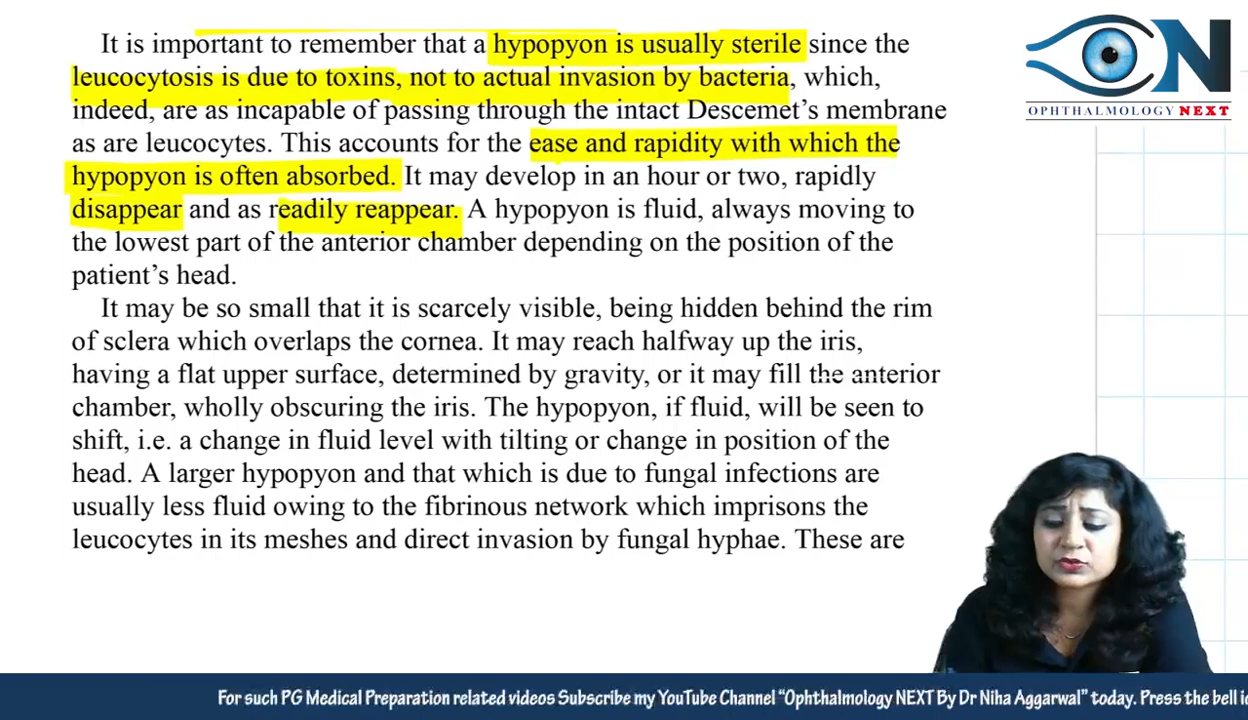 It is important to remember that a hypopyon is usually sterile since the
leucocytosis is due to toxins, not to actual invasion by bacteria, which,
indeed, are as incapable of passing through the intact Descemet’s membrane
as are leucocytes. This accounts for the ease and rapidity with which the
hypopyon is often absorbed. It may develop in an hour or two, rapidly
disappear and as readily reappear. A hypopyon is fluid, always moving to
the lowest part of the anterior chamber depending on the position of the
patient’s head.
It may be so small that it is scarcely visible, being hidden behind the rim
of sclera which overlaps the cornea. It may reach halfway up the iris,
having a flat upper surface, determined by gravity, or it may fill the anterior
chamber, wholly obscuring the iris. The hypopyon, if fluid, will be seen to
shift, i.e. a change in fluid level with tilting or change in position of the
head. A larger hypopyon and that which is due to fungal infections are
usually less fluid owing to the fibrinous network which imprisons the
leucocytes in its meshes and direct invasion by fungal hyphae. These are
N
OPHTHALMOLOGY NEXT
For such PG Medical Preparation related videos Subscribe my YouTube Channel “Ophthalmology NEXT By Dr Niha Aggarwal” today. Press the bell